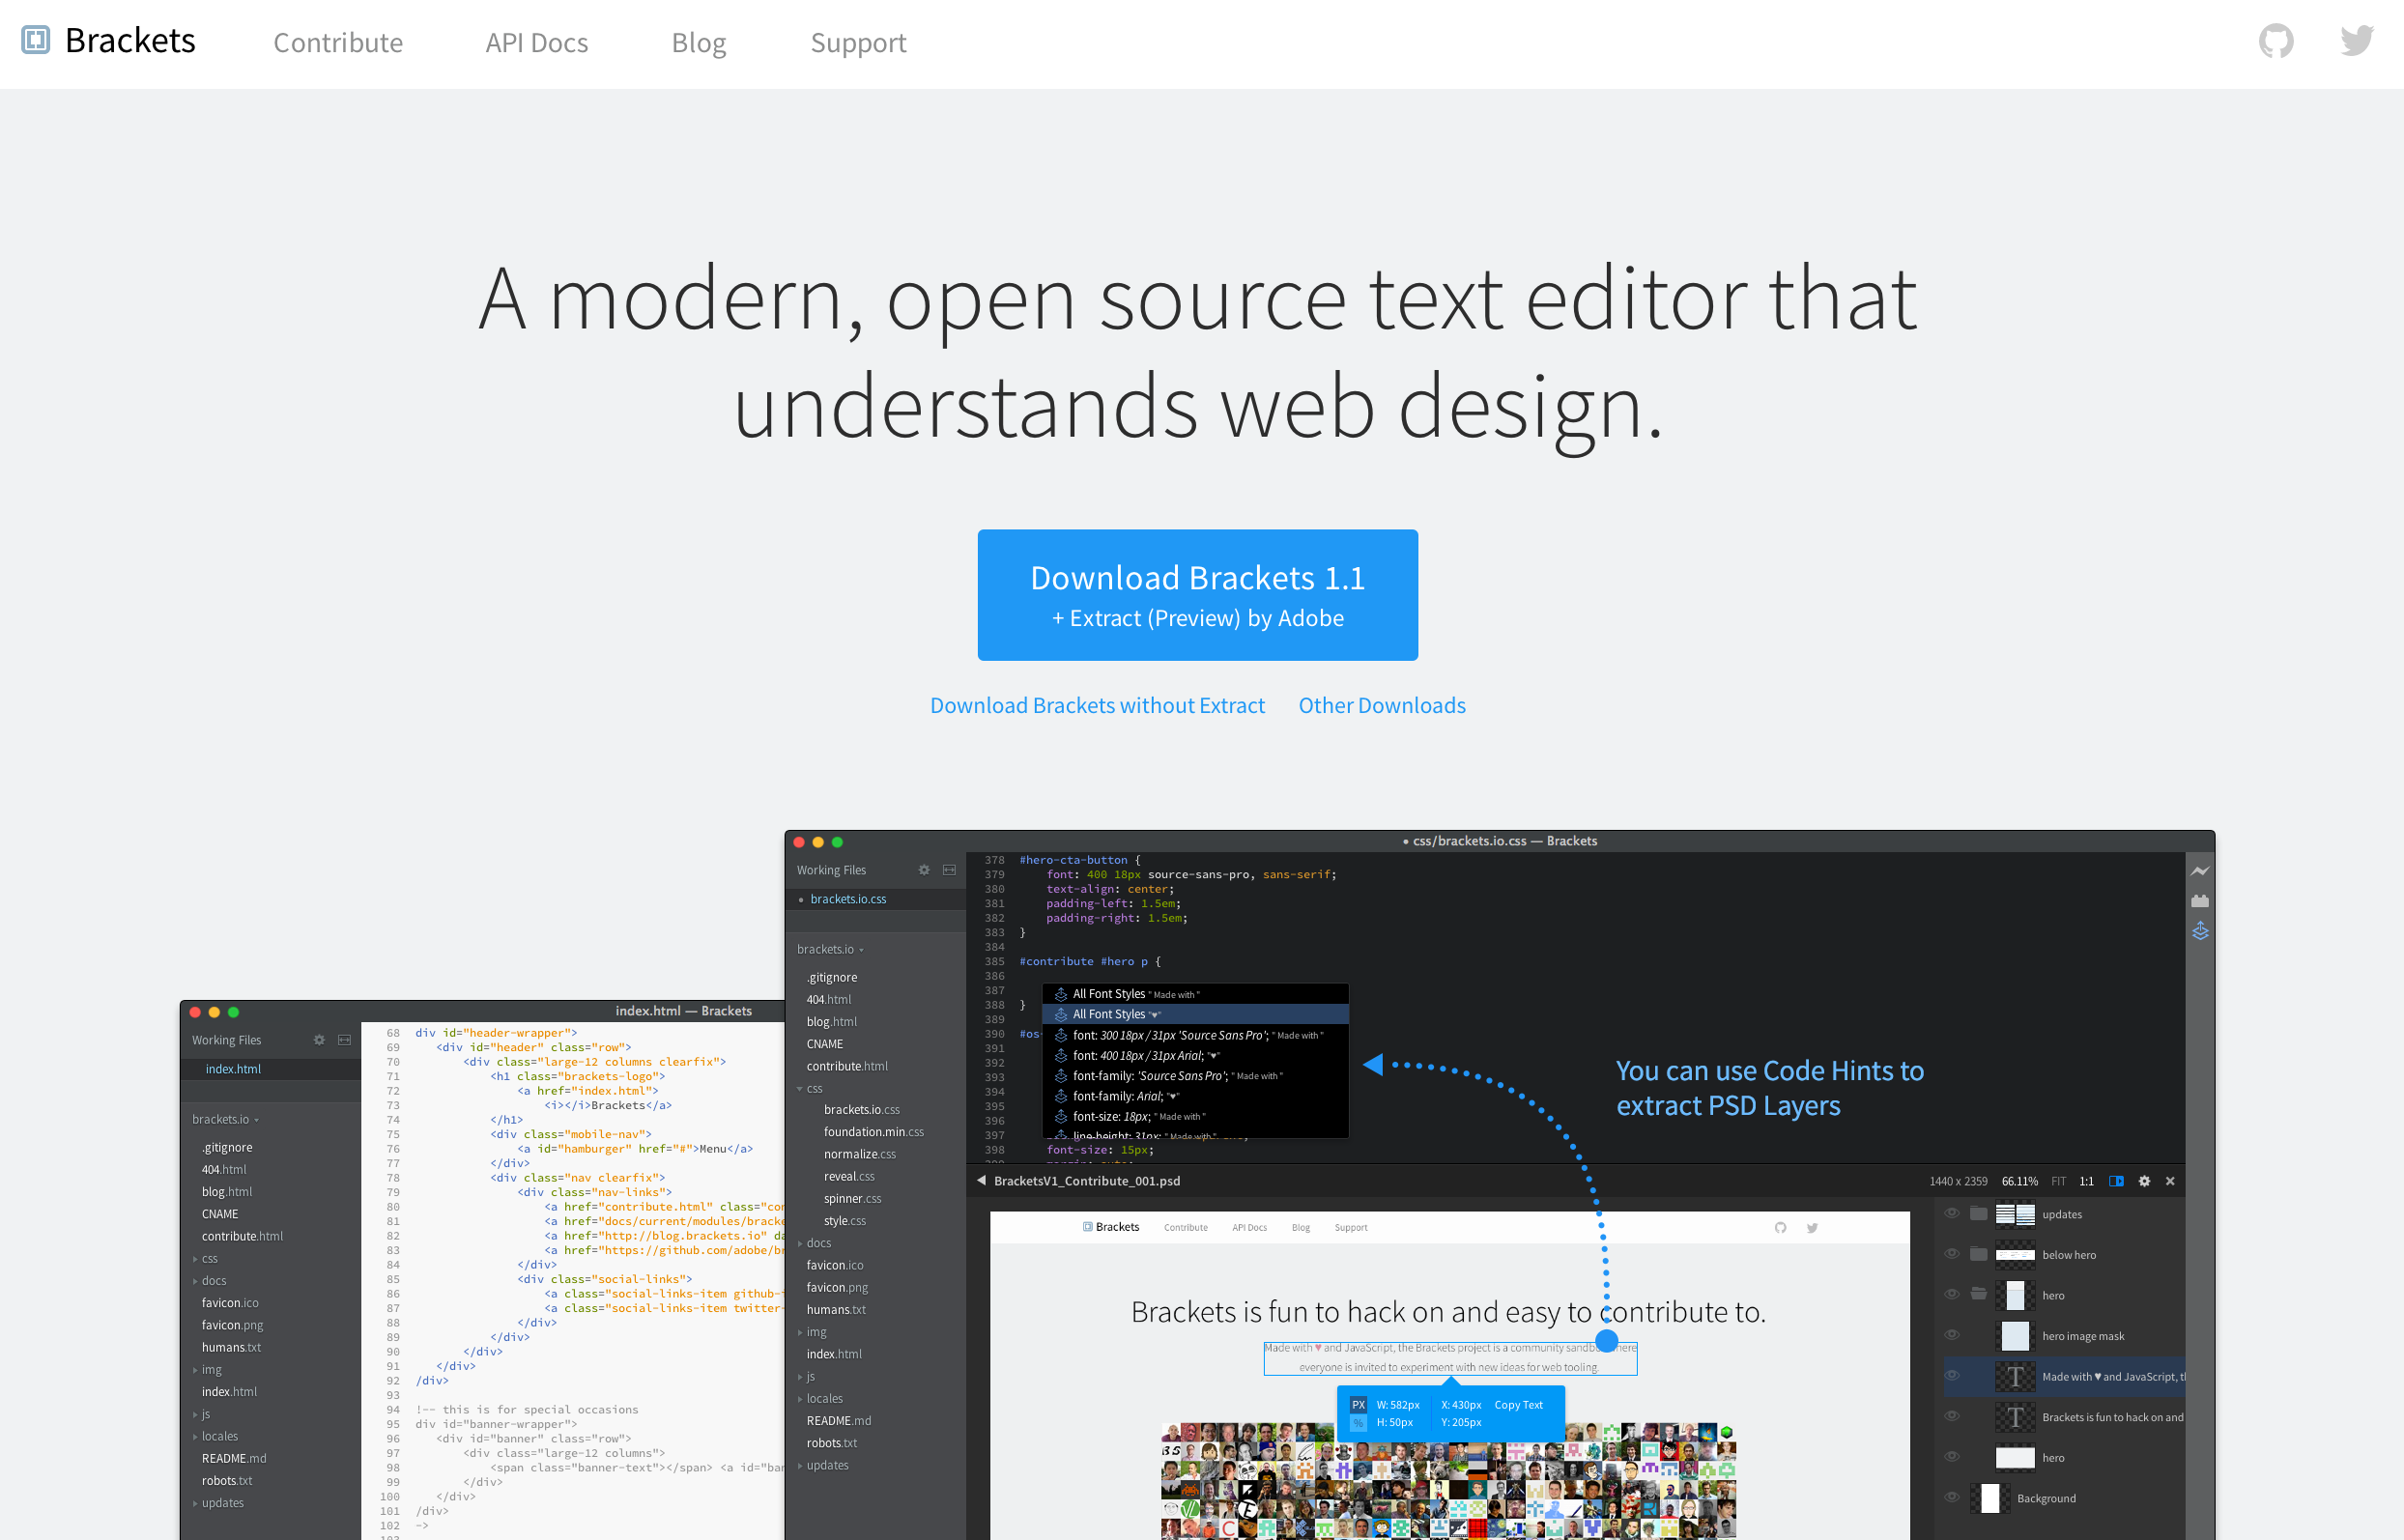 Brackets
Contribute
API Docs
Blog
Support
A modern, open source text editor that
understands web design.
Download Brackets 1.1
+ Extract (Preview) by Adobe
Download Brackets without Extract
Other Downloads
index.html — Brackets
Working Files
index.html
brackets.io
.gitignore
404.html
blog.html
CNAME
contribute.html
css
docs
favicon.ico
favicon.png
humans.txt
img
index.html
js
locales
README.md
robots.txt
updates
68 div id="header-wrapper">
69 <div id="header" class="row">
70 <div class="large-12 columns clearfix">
71 <h1 class="brackets-logo">
72 <a href="index.html">
73 <i></i>Brackets</a>
74 </h1>
75 <div class="mobile-nav">
76 <a id="hamburger" href="#">Menu</a>
77 </div>
78 <div class="nav clearfix">
79 <div class="nav-links">
80 <a href="contribute.html" class="cor
81 <a href="docs/current/modules/bracke
82 <a href="http://blog.brackets.io" da
83 <a href="https://github.com/adobe/br
84 </div>
85 <div class="social-links">
86 <a class="social-links-item github-i
87 <a class="social-links-item twitter-
88 </div>
89 </div>
90 </div>
91 </div>
92 /div>
93
94 !-- this is for special occasions
95 div id="banner-wrapper">
96 <div id="banner" class="row">
97 <div class="large-12 columns">
98 <span class="banner-text"></span> <a id="bar
99 </div>
100 </div>
101 /div>
102 ->
• css/brackets.io.css — Brackets
Working Files
• brackets.io.css
brackets.io
.gitignore
404.html
blog.html
CNAME
contribute.html
css
brackets.io.css
foundation.min.css
normalize.css
reveal.css
spinner.css
style.css
docs
favicon.ico
favicon.png
humans.txt
img
index.html
js
locales
README.md
robots.txt
updates
378 #hero-cta-button {
379 font: 400 18px source-sans-pro, sans-serif;
380 text-align: center;
381 padding-left: 1.5em;
382 padding-right: 1.5em;
383 }
384
385 #contribute #hero p {
386
387
388 }
389
390 #os
391
392
393
394
395
396
397
398 font-size: 15px;
All Font Styles " Made with "
All Font Styles "♥"
font: 300 18px / 31px 'Source Sans Pro'; " Made with "
font: 400 18px / 31px Arial; "♥"
font-family: 'Source Sans Pro'; " Made with "
font-family: Arial; "♥"
font-size: 18px; " Made with "
line-height: 31px; " Made with "
You can use Code Hints to
extract PSD Layers
BracketsV1_Contribute_001.psd
1440 x 2359 66.11% FIT 1:1
Brackets
Contribute
API Docs
Blog
Support
Brackets is fun to hack on and easy to contribute to.
Made with ♥ and JavaScript, the Brackets project is a community
everyone is invited to experiment with new ideas for web tooling.
PX W: 582px X: 430px Copy Text
% H: 50px Y: 205px
updates
below hero
hero
hero image mask
Made with ♥ and JavaScript, t
Brackets is fun to hack on and
hero
Background